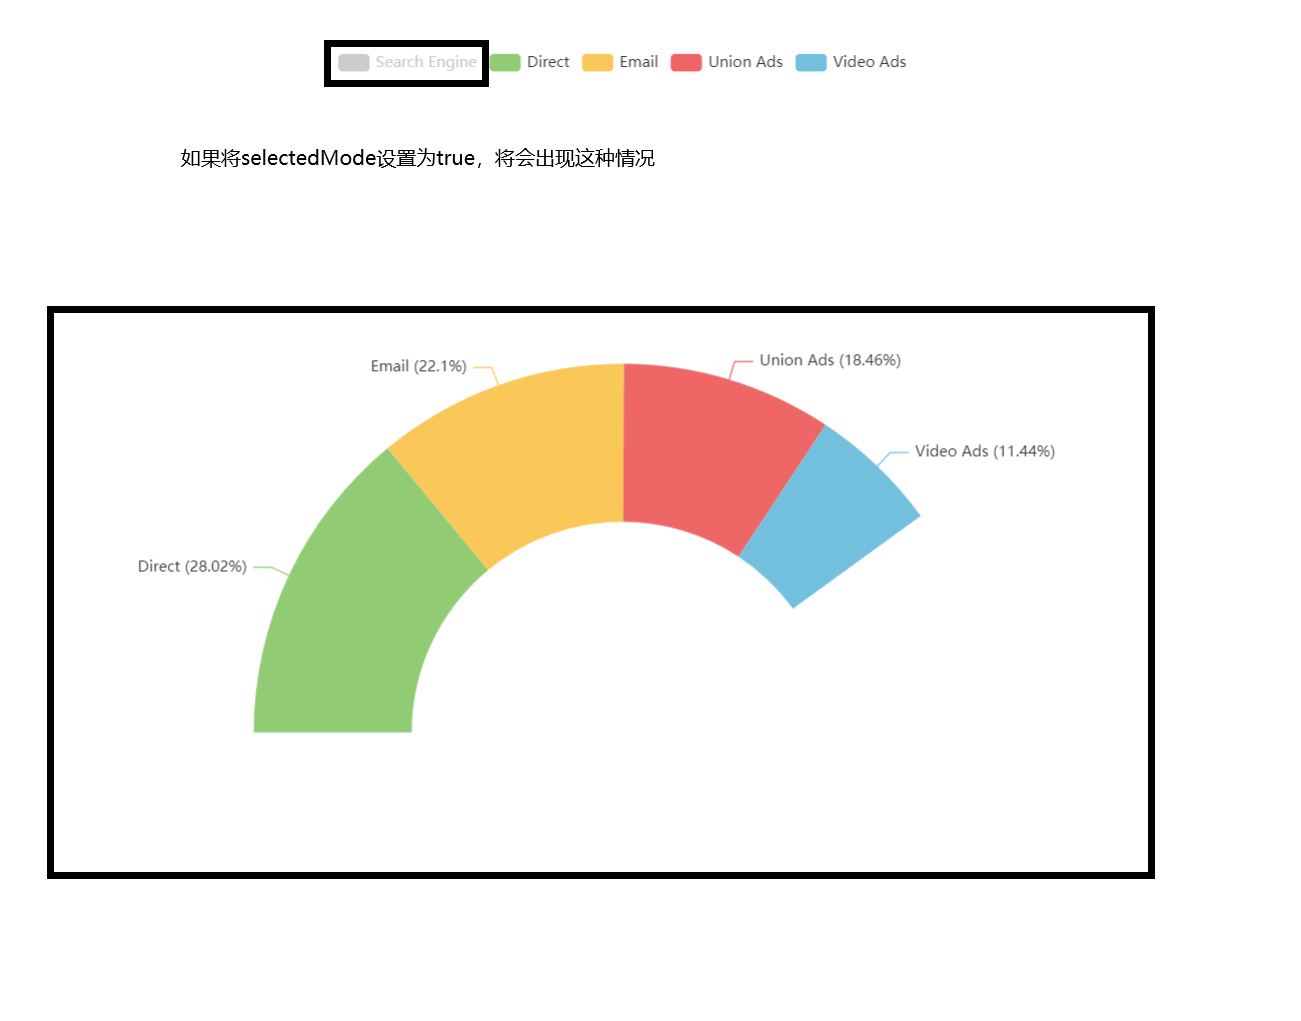 Search Engine Direct Email Union Ads Video Ads
如果将selectedMode设置为true，将会出现这种情况
Union Ads (18.46%)
Email (22.1%)
Video Ads (11.44%)
Direct (28.02%)